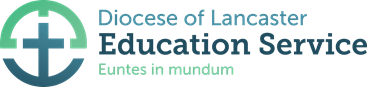 Diocese of Lancaster
Education Service
Euntes in mundum